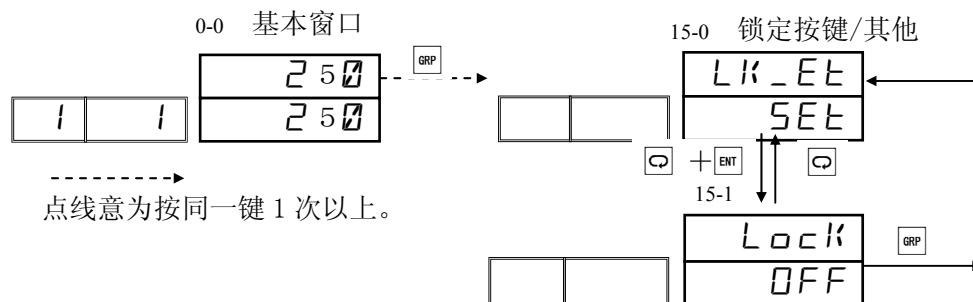 0-0 基本窗口
250
250
1 1
GRP
点线意为按同一键 1 次以上。
15-0 锁定按键/其他
LK_Et
SEt
+ ENT
15-1
LocK
OFF
GRP